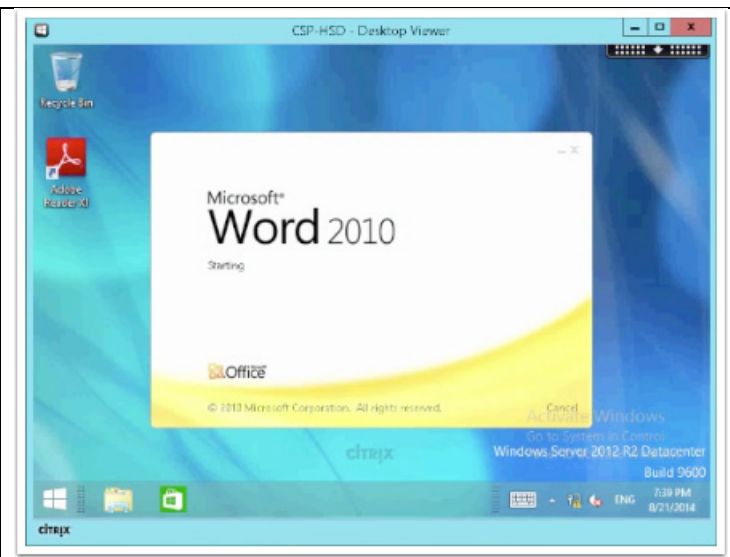 CSP-HSD - Desktop Viewer
Recycle Bin
Adobe
Reader XI
Microsoft®
Word 2010
Starting
Office
© 2010 Microsoft Corporation. All rights reserved.
Cancel
Activate Windows
Go to System in Control
Windows Server 2012 R2 Datacenter
Build 9600
CITRIX
ENG
7:39 PM
8/21/2014
CITRIX